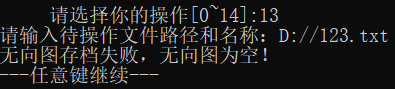 请选择你的操作[0~14]:13
请输入待操作文件路径和名称：D://123.txt
无向图存档失败，无向图为空！
---任意键继续---